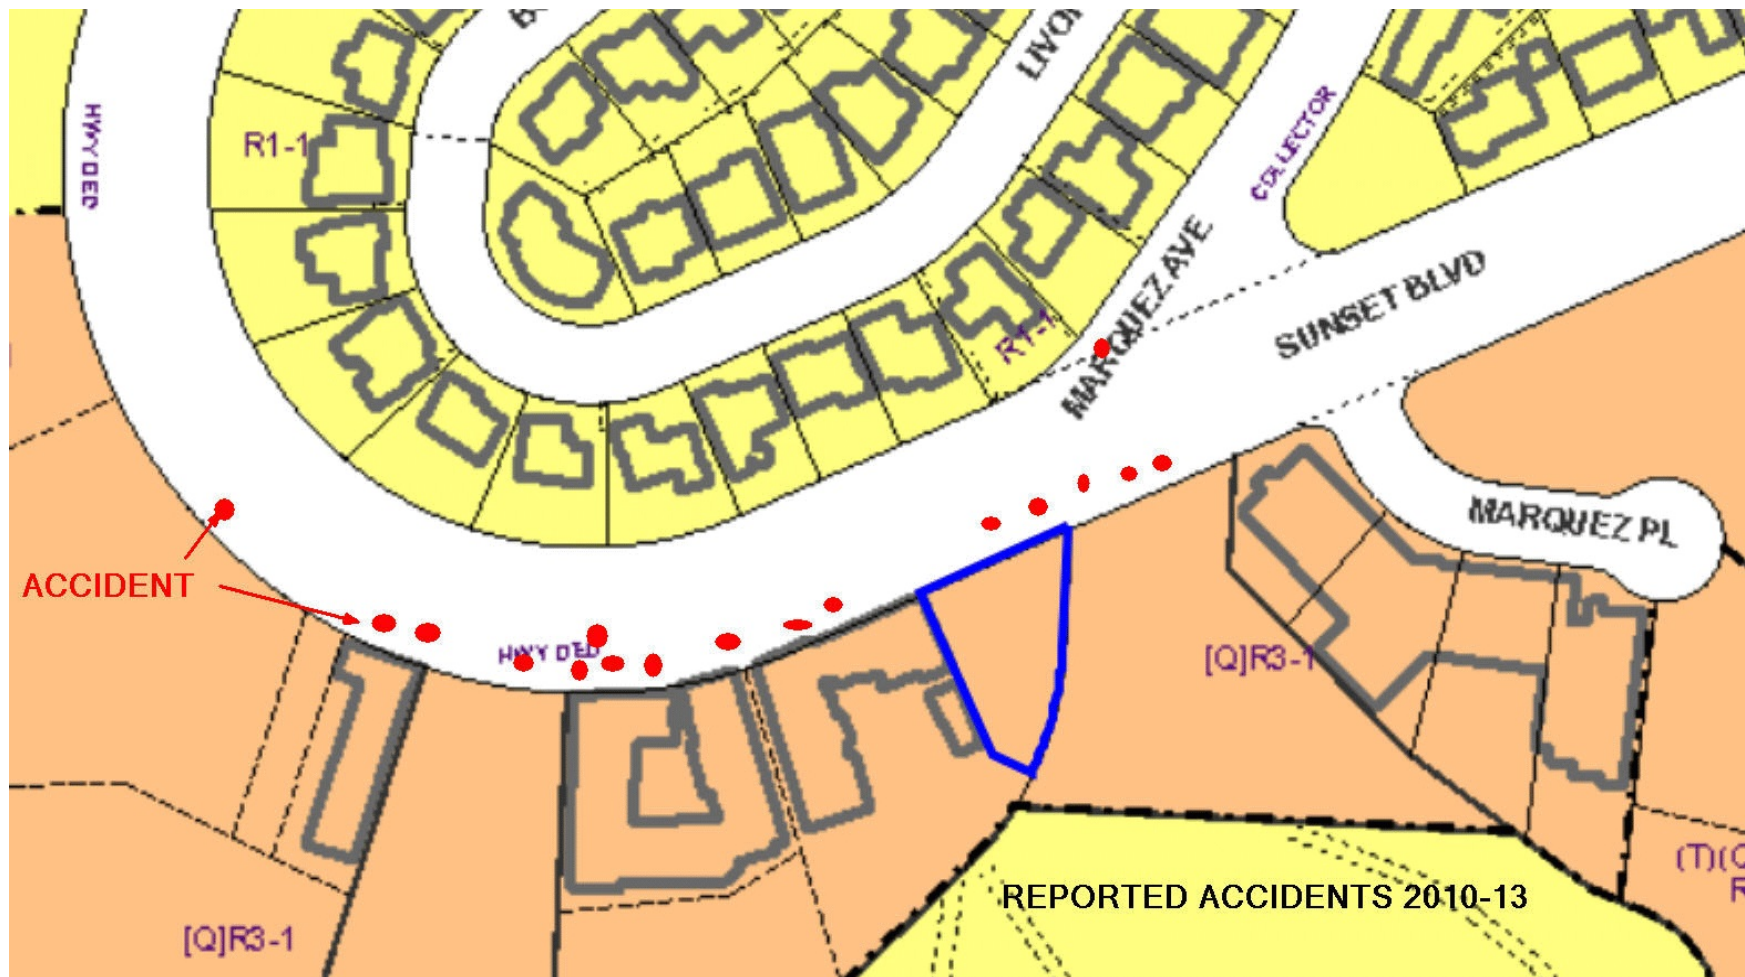 LIVO
HWY DED
R1-1
COLLECTOR
MARQUEZ AVE
SUNSET BLVD
R1-1
MARQUEZ PL
ACCIDENT
HWY DED
[Q]R3-1
(T)(Q
R
REPORTED ACCIDENTS 2010-13
[Q]R3-1